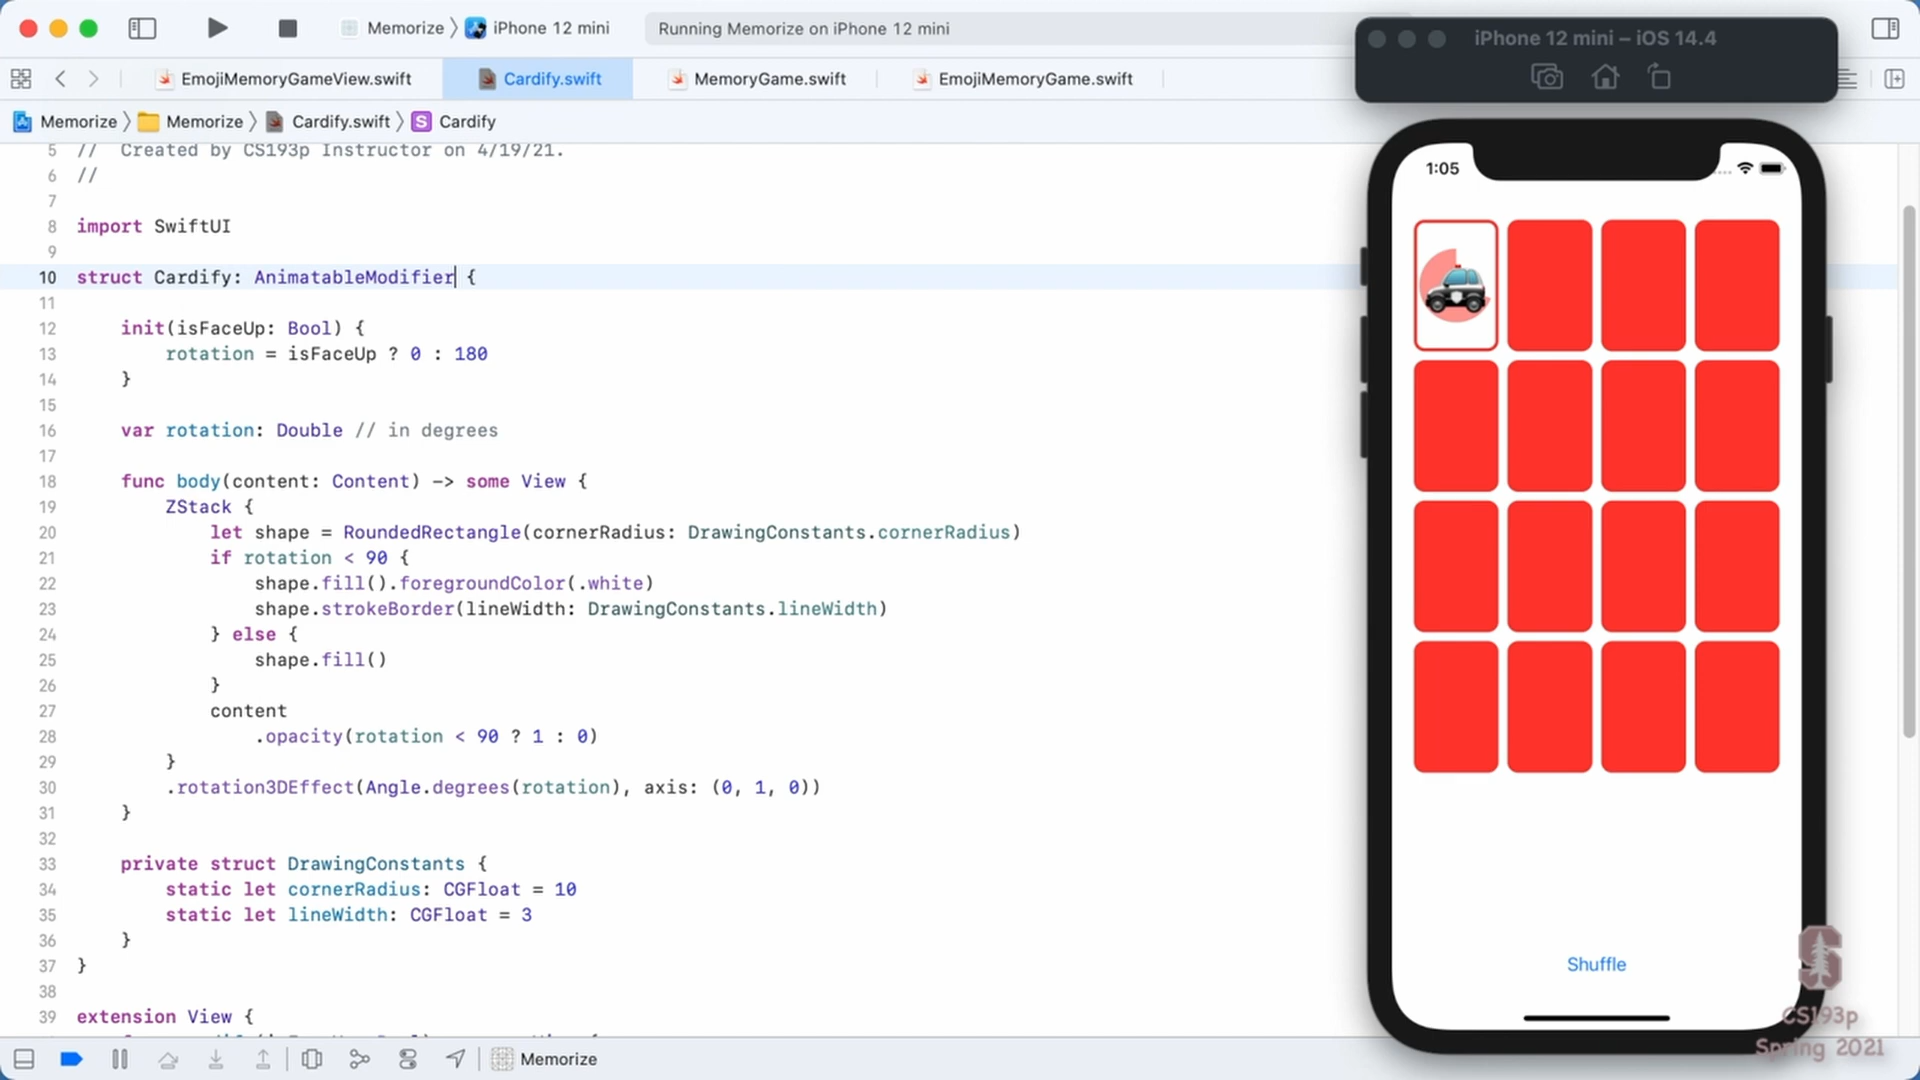 Memorize 〉 iPhone 12 mini
Running Memorize on iPhone 12 mini
iPhone 12 mini – iOS 14.4
EmojiMemoryGameView.swift
Cardify.swift
MemoryGame.swift
EmojiMemoryGame.swift
Memorize 〉 Memorize 〉 Cardify.swift 〉 S Cardify
5 //  Created by CS193p Instructor on 4/19/21.
6 //
7
8 import SwiftUI
9
10 struct Cardify: AnimatableModifier {
11
12     init(isFaceUp: Bool) {
13         rotation = isFaceUp ? 0 : 180
14     }
15
16     var rotation: Double // in degrees
17
18     func body(content: Content) -> some View {
19         ZStack {
20             let shape = RoundedRectangle(cornerRadius: DrawingConstants.cornerRadius)
21             if rotation < 90 {
22                 shape.fill().foregroundColor(.white)
23                 shape.strokeBorder(lineWidth: DrawingConstants.lineWidth)
24             } else {
25                 shape.fill()
26             }
27             content
28                 .opacity(rotation < 90 ? 1 : 0)
29         }
30         .rotation3DEffect(Angle.degrees(rotation), axis: (0, 1, 0))
31     }
32
33     private struct DrawingConstants {
34         static let cornerRadius: CGFloat = 10
35         static let lineWidth: CGFloat = 3
36     }
37 }
38
39 extension View {
1:05
Shuffle
S
CS193p
Spring 2021
Memorize